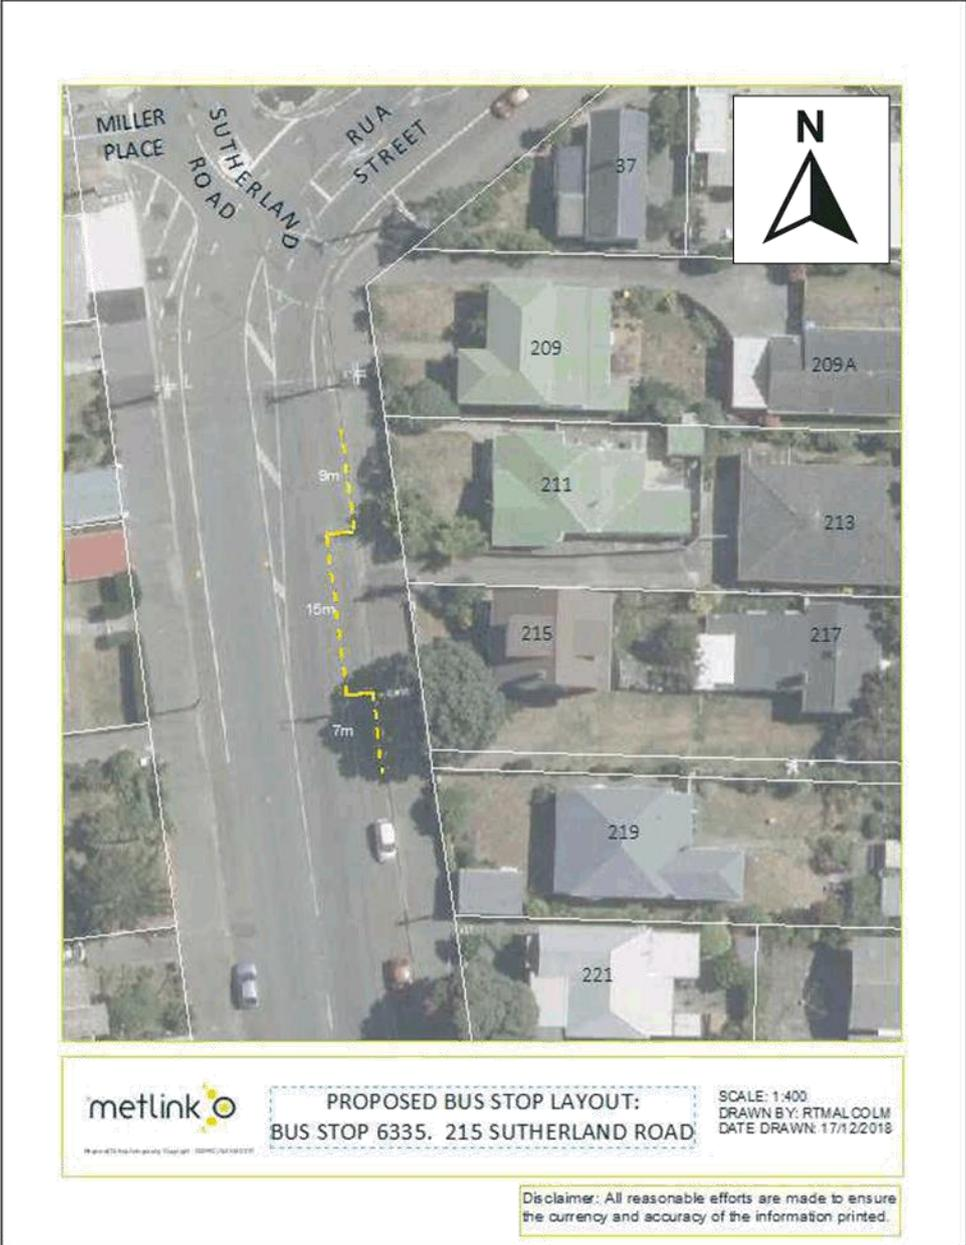 MILLER
PLACE
SUTHERLAND
ROAD
RUA
STREET
N
37
209
209A
9m
211
213
15m
215
217
7m
219
221
metlink
PROPOSED BUS STOP LAYOUT:
BUS STOP 6335. 215 SUTHERLAND ROAD
SCALE: 1:400
DRAWN BY: RTMALCOLM
DATE DRAWN: 17/12/2018
Disclaimer: All reasonable efforts are made to ensure
the currency and accuracy of the information printed.